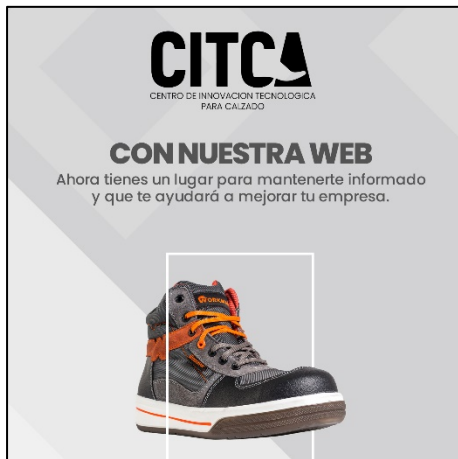 CITCA
CENTRO DE INNOVACION TECNOLOGICA
PARA CALZADO
CON NUESTRA WEB
Ahora tienes un lugar para mantenerte informado
y que te ayudará a mejorar tu empresa.